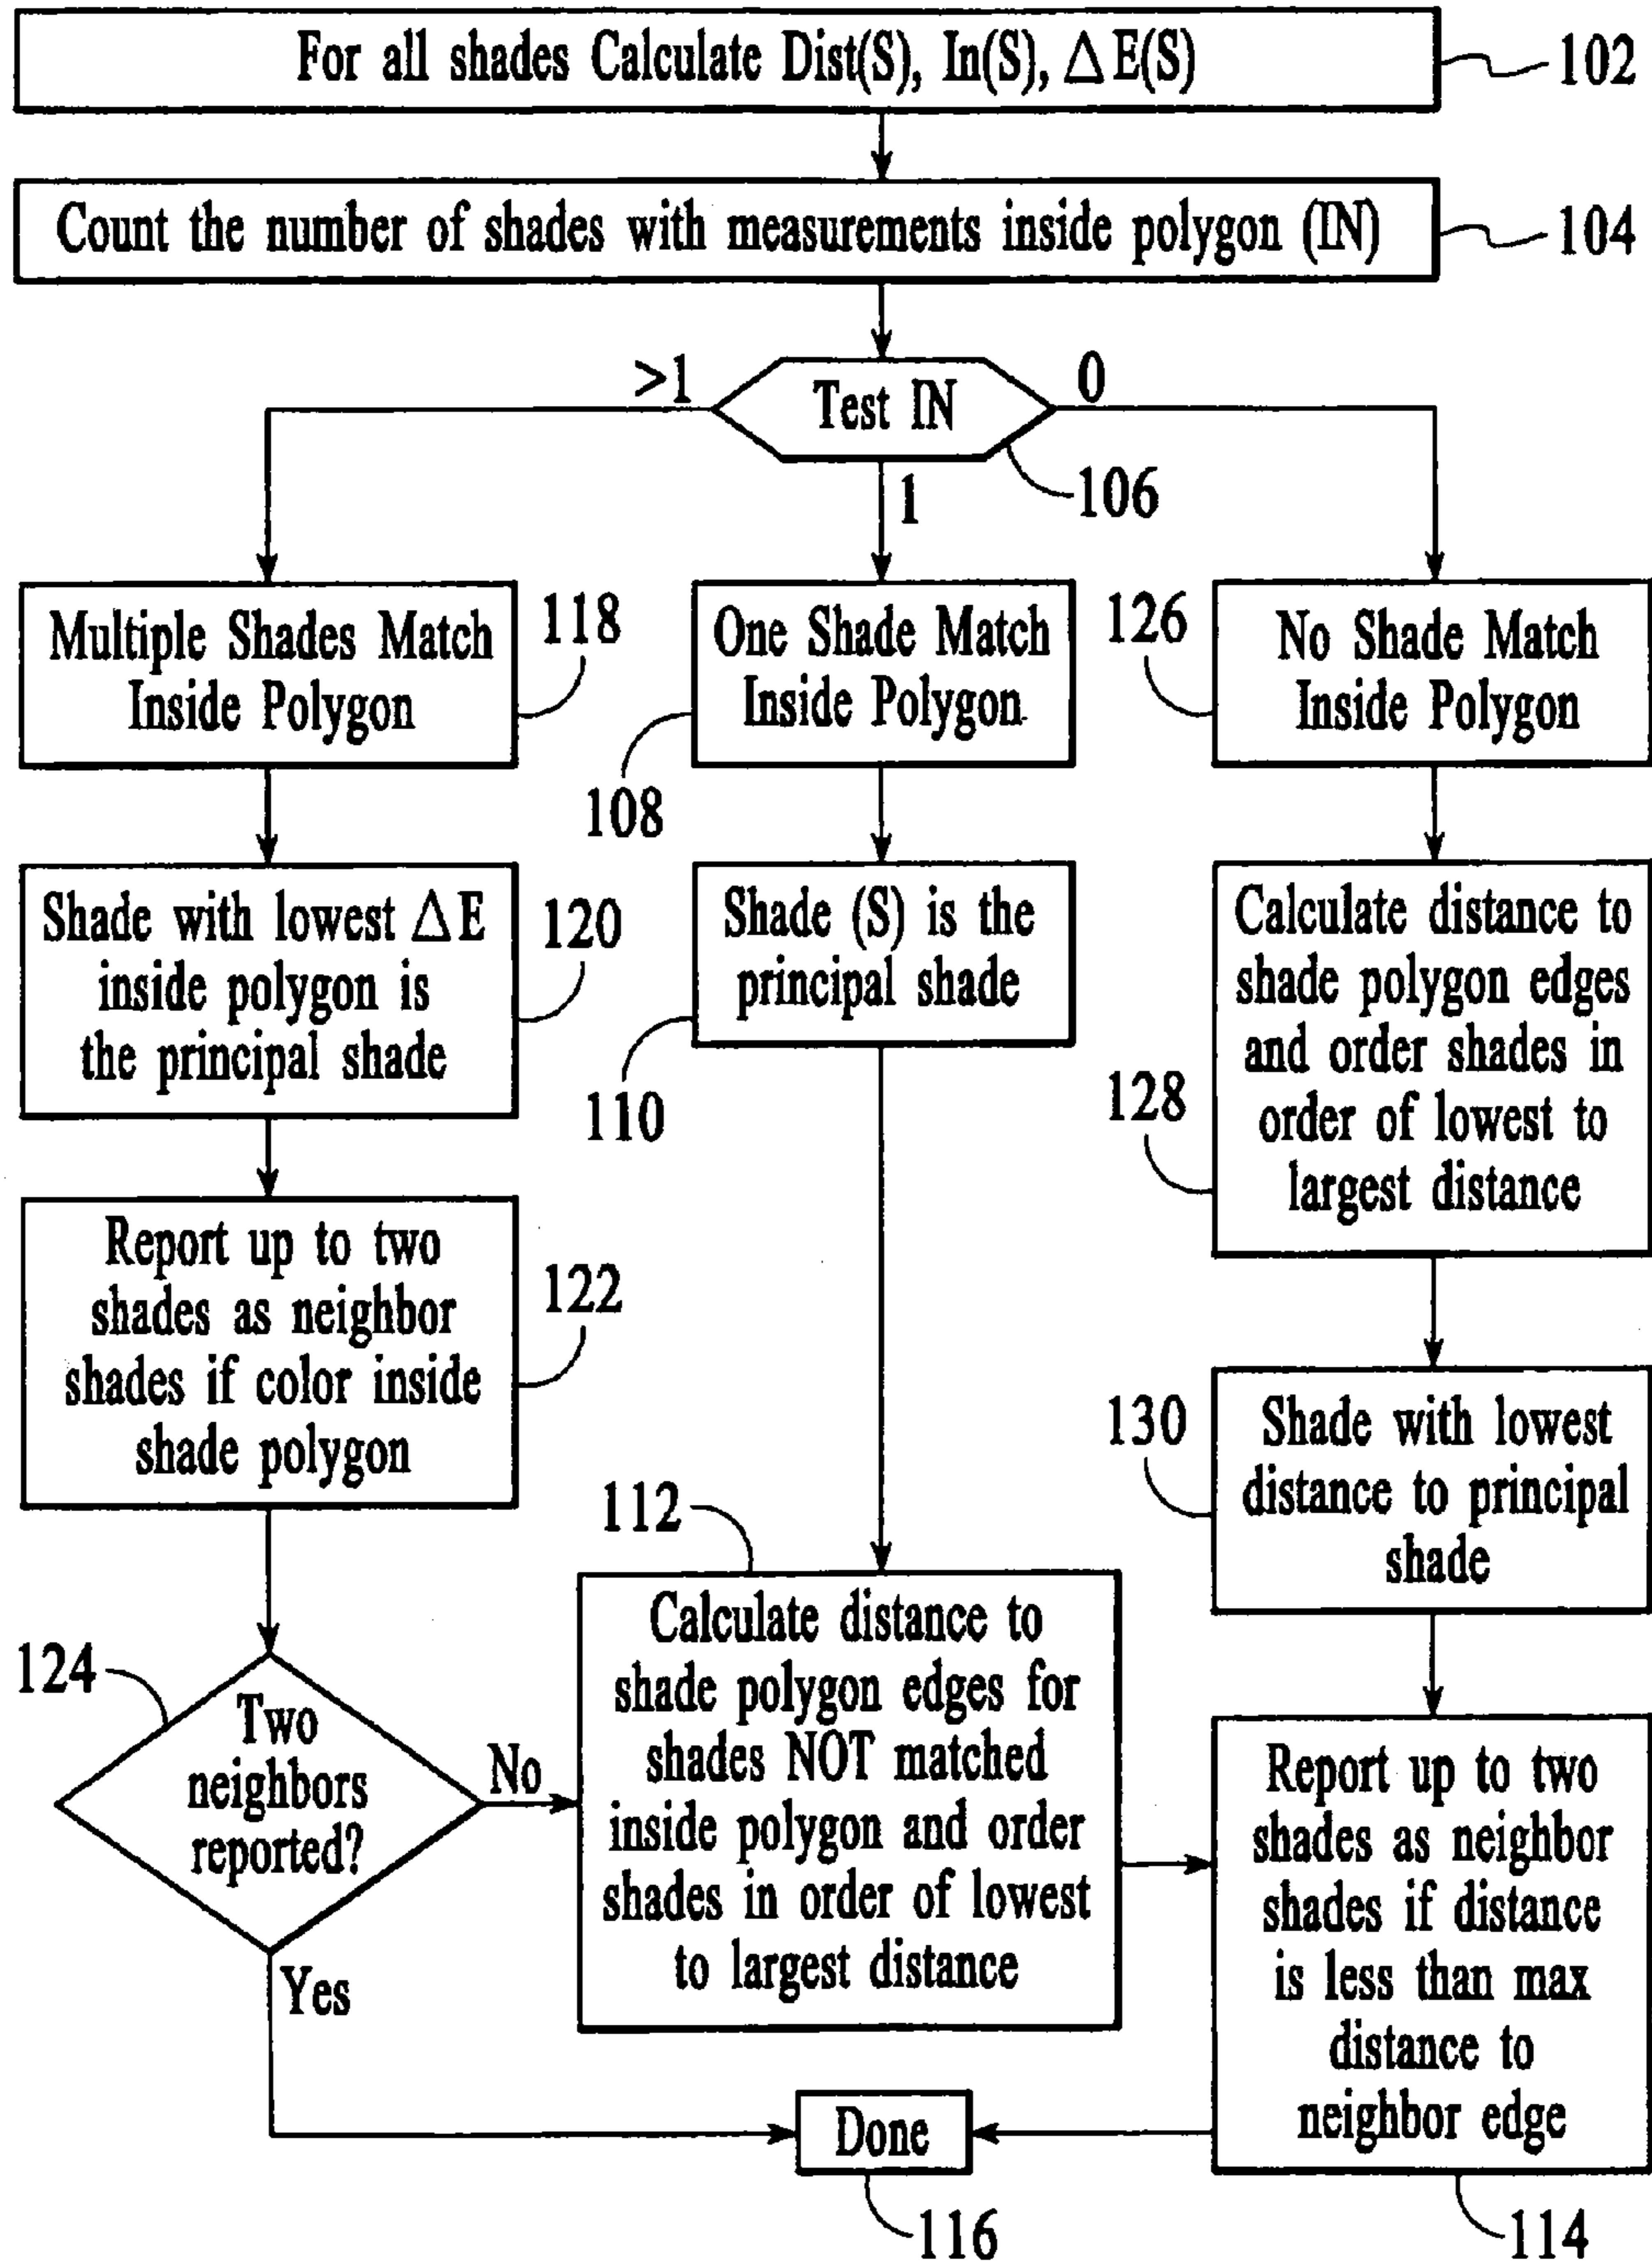 For all shades Calculate Dist(S), In(S), Δ E(S)
102
Count the number of shades with measurements inside polygon (IN)
104
>1
Test IN
0
106
1
Multiple Shades Match
Inside Polygon
118
One Shade Match
Inside Polygon
108
126
No Shade Match
Inside Polygon
Shade with lowest Δ E
inside polygon is
the principal shade
120
Shade (S) is the
principal shade
110
Calculate distance to
shade polygon edges
and order shades in
order of lowest to
largest distance
128
Report up to two
shades as neighbor
shades if color inside
shade polygon
122
130
Shade with lowest
distance to principal
shade
112
124
Two
neighbors
reported?
No
Yes
Calculate distance to
shade polygon edges for
shades NOT matched
inside polygon and order
shades in order of lowest
to largest distance
Report up to two
shades as neighbor
shades if distance
is less than max
distance to
neighbor edge
Done
116
114